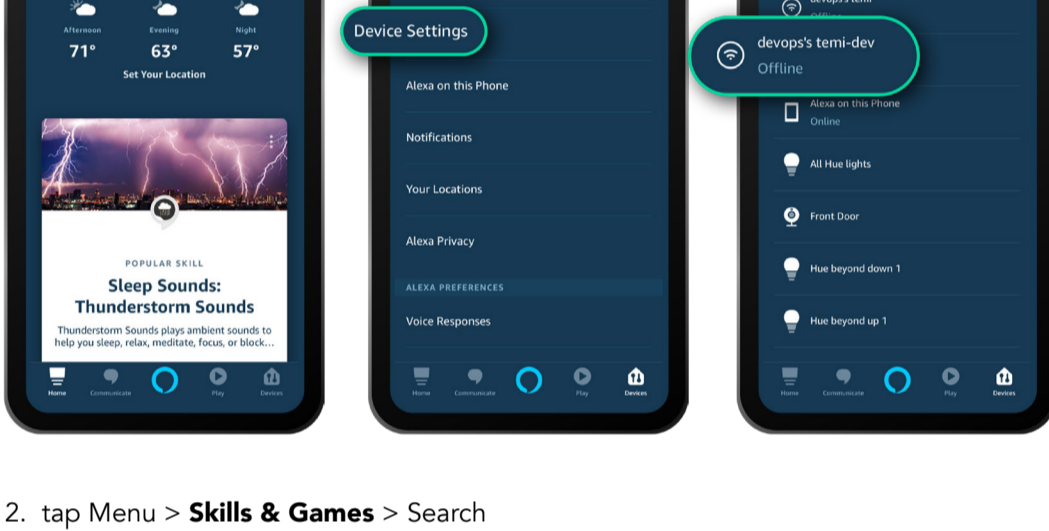 Afternoon Evening Night
71° 63° 57°
Set Your Location
POPULAR SKILL
Sleep Sounds:
Thunderstorm Sounds
Thunderstorm Sounds plays ambient sounds to
help you sleep, relax, meditate, focus, or block...
Home Communicate Play Devices
Device Settings
Alexa on this Phone
Notifications
Your Locations
Alexa Privacy
ALEXA PREFERENCES
Voice Responses
Home Communicate Play Devices
devops's temi-dev
Offline
Alexa on this Phone
Online
All Hue lights
Front Door
Hue beyond down 1
Hue beyond up 1
Home Communicate Play Devices
2. tap Menu > Skills & Games > Search